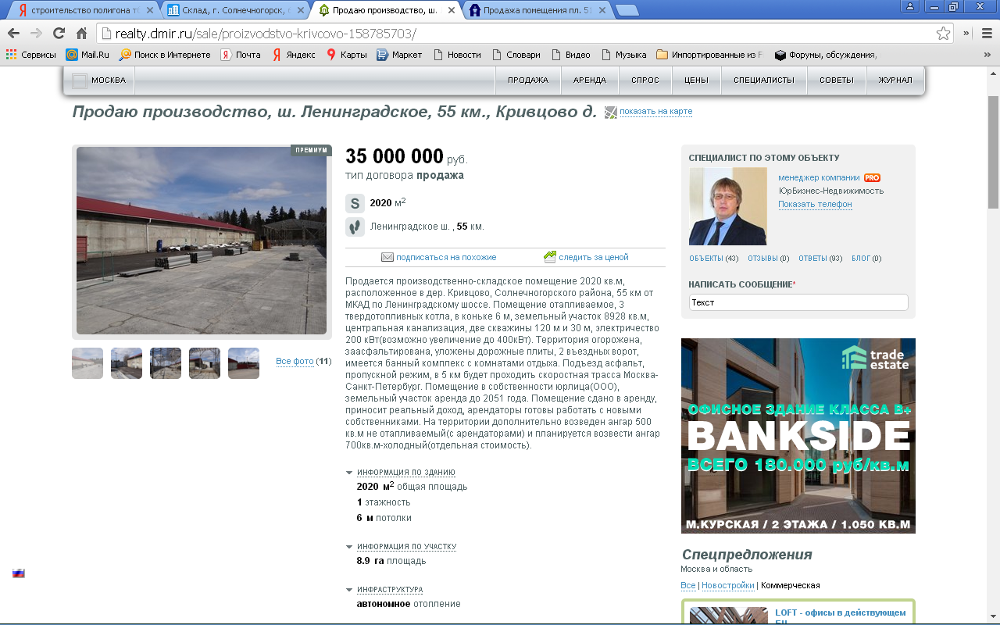 строительство полигона тб
Склад, г. Солнечногорск, б
Продаю производство, ш.
Продажа помещения пл. 51
realty.dmir.ru/sale/proizvodstvo-krivcovo-158785703/
Сервисы
Mail.Ru
Поиск в Интернете
Почта
Яндекс
Карты
Маркет
Новости
Словари
Видео
Музыка
Импортированные из F
Форумы, обсуждения,
МОСКВА
ПРОДАЖА
АРЕНДА
СПРОС
ЦЕНЫ
СПЕЦИАЛИСТЫ
СОВЕТЫ
ЖУРНАЛ
Продаю производство, ш. Ленинградское, 55 км., Кривцово д. показать на карте
ПРЕМИУМ
Все фото (11)
35 000 000 руб.
тип договора продажа
S 2020 м2
Ленинградское ш. , 55 км.
подписаться на похожие
следить за ценой
Продается производственно-складское помещение 2020 кв.м,
расположенное в дер. Кривцово, Солнечногорского района, 55 км от
МКАД по Ленинградскому шоссе. Помещение отапливаемое, 3
твердотопливных котла, в коньке 6 м, земельный участок 8928 кв.м,
центральная канализация, две скважины 120 м и 30 м, электричество
200 кВт(возможно увеличение до 400кВт). Территория огорожена,
заасфальтирована, уложены дорожные плиты, 2 въездных ворот,
имеется банный комплекс с комнатами отдыха. Подъезд асфальт,
пропускной режим, в 5 км будет проходить скоростная трасса Москва-
Санкт-Петербург. Помещение в собственности юрлица(ООО),
земельный участок аренда до 2051 года. Помещение сдано в аренду,
приносит реальный доход, арендаторы готовы работать с новыми
собственниками. На территории дополнительно возведен ангар 500
кв.м не отапливаемый(с арендаторами) и планируется возвести ангар
700кв.м-холодный(отдельная стоимость).
ИНФОРМАЦИЯ ПО ЗДАНИЮ
2020 м2 общая площадь
1 этажность
6 м потолки
ИНФОРМАЦИЯ ПО УЧАСТКУ
8.9 га площадь
ИНФРАСТРУКТУРА
автономное отопление
СПЕЦИАЛИСТ ПО ЭТОМУ ОБЪЕКТУ
менеджер компании PRO
ЮрБизнес-Недвижимость
Показать телефон
ОБЪЕКТЫ (43) ОТЗЫВЫ (0) ОТВЕТЫ (93) БЛОГ (0)
НАПИСАТЬ СООБЩЕНИЕ*
Текст
trade
estate
ОФИСНОЕ ЗДАНИЕ КЛАССА B+
BANKSIDE
ВСЕГО 180.000 руб/кв.м
М.КУРСКАЯ / 2 ЭТАЖА / 1.050 КВ.М
Спецпредложения
Москва и область
Все | Новостройки | Коммерческая
LOFT - офисы в действующем
БЦ